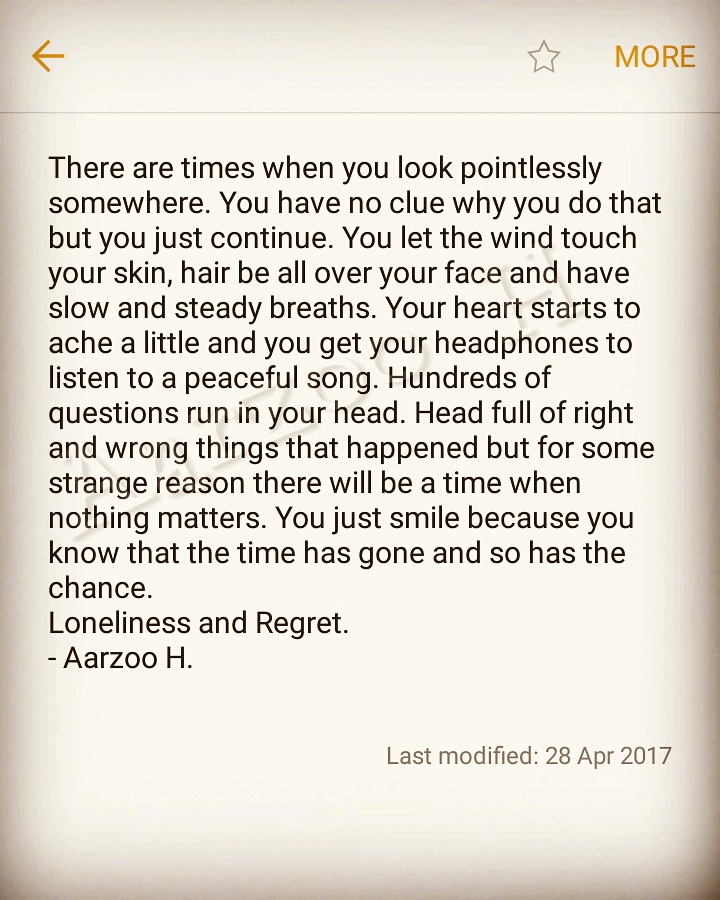 MORE
There are times when you look pointlessly
somewhere. You have no clue why you do that
but you just continue. You let the wind touch
your skin, hair be all over your face and have
slow and steady breaths. Your heart starts to
ache a little and you get your headphones to
listen to a peaceful song. Hundreds of
questions run in your head. Head full of right
and wrong things that happened but for some
strange reason there will be a time when
nothing matters. You just smile because you
know that the time has gone and so has the
chance.
Loneliness and Regret.
- Aarzoo H.
Aarzoo H
Last modified: 28 Apr 2017